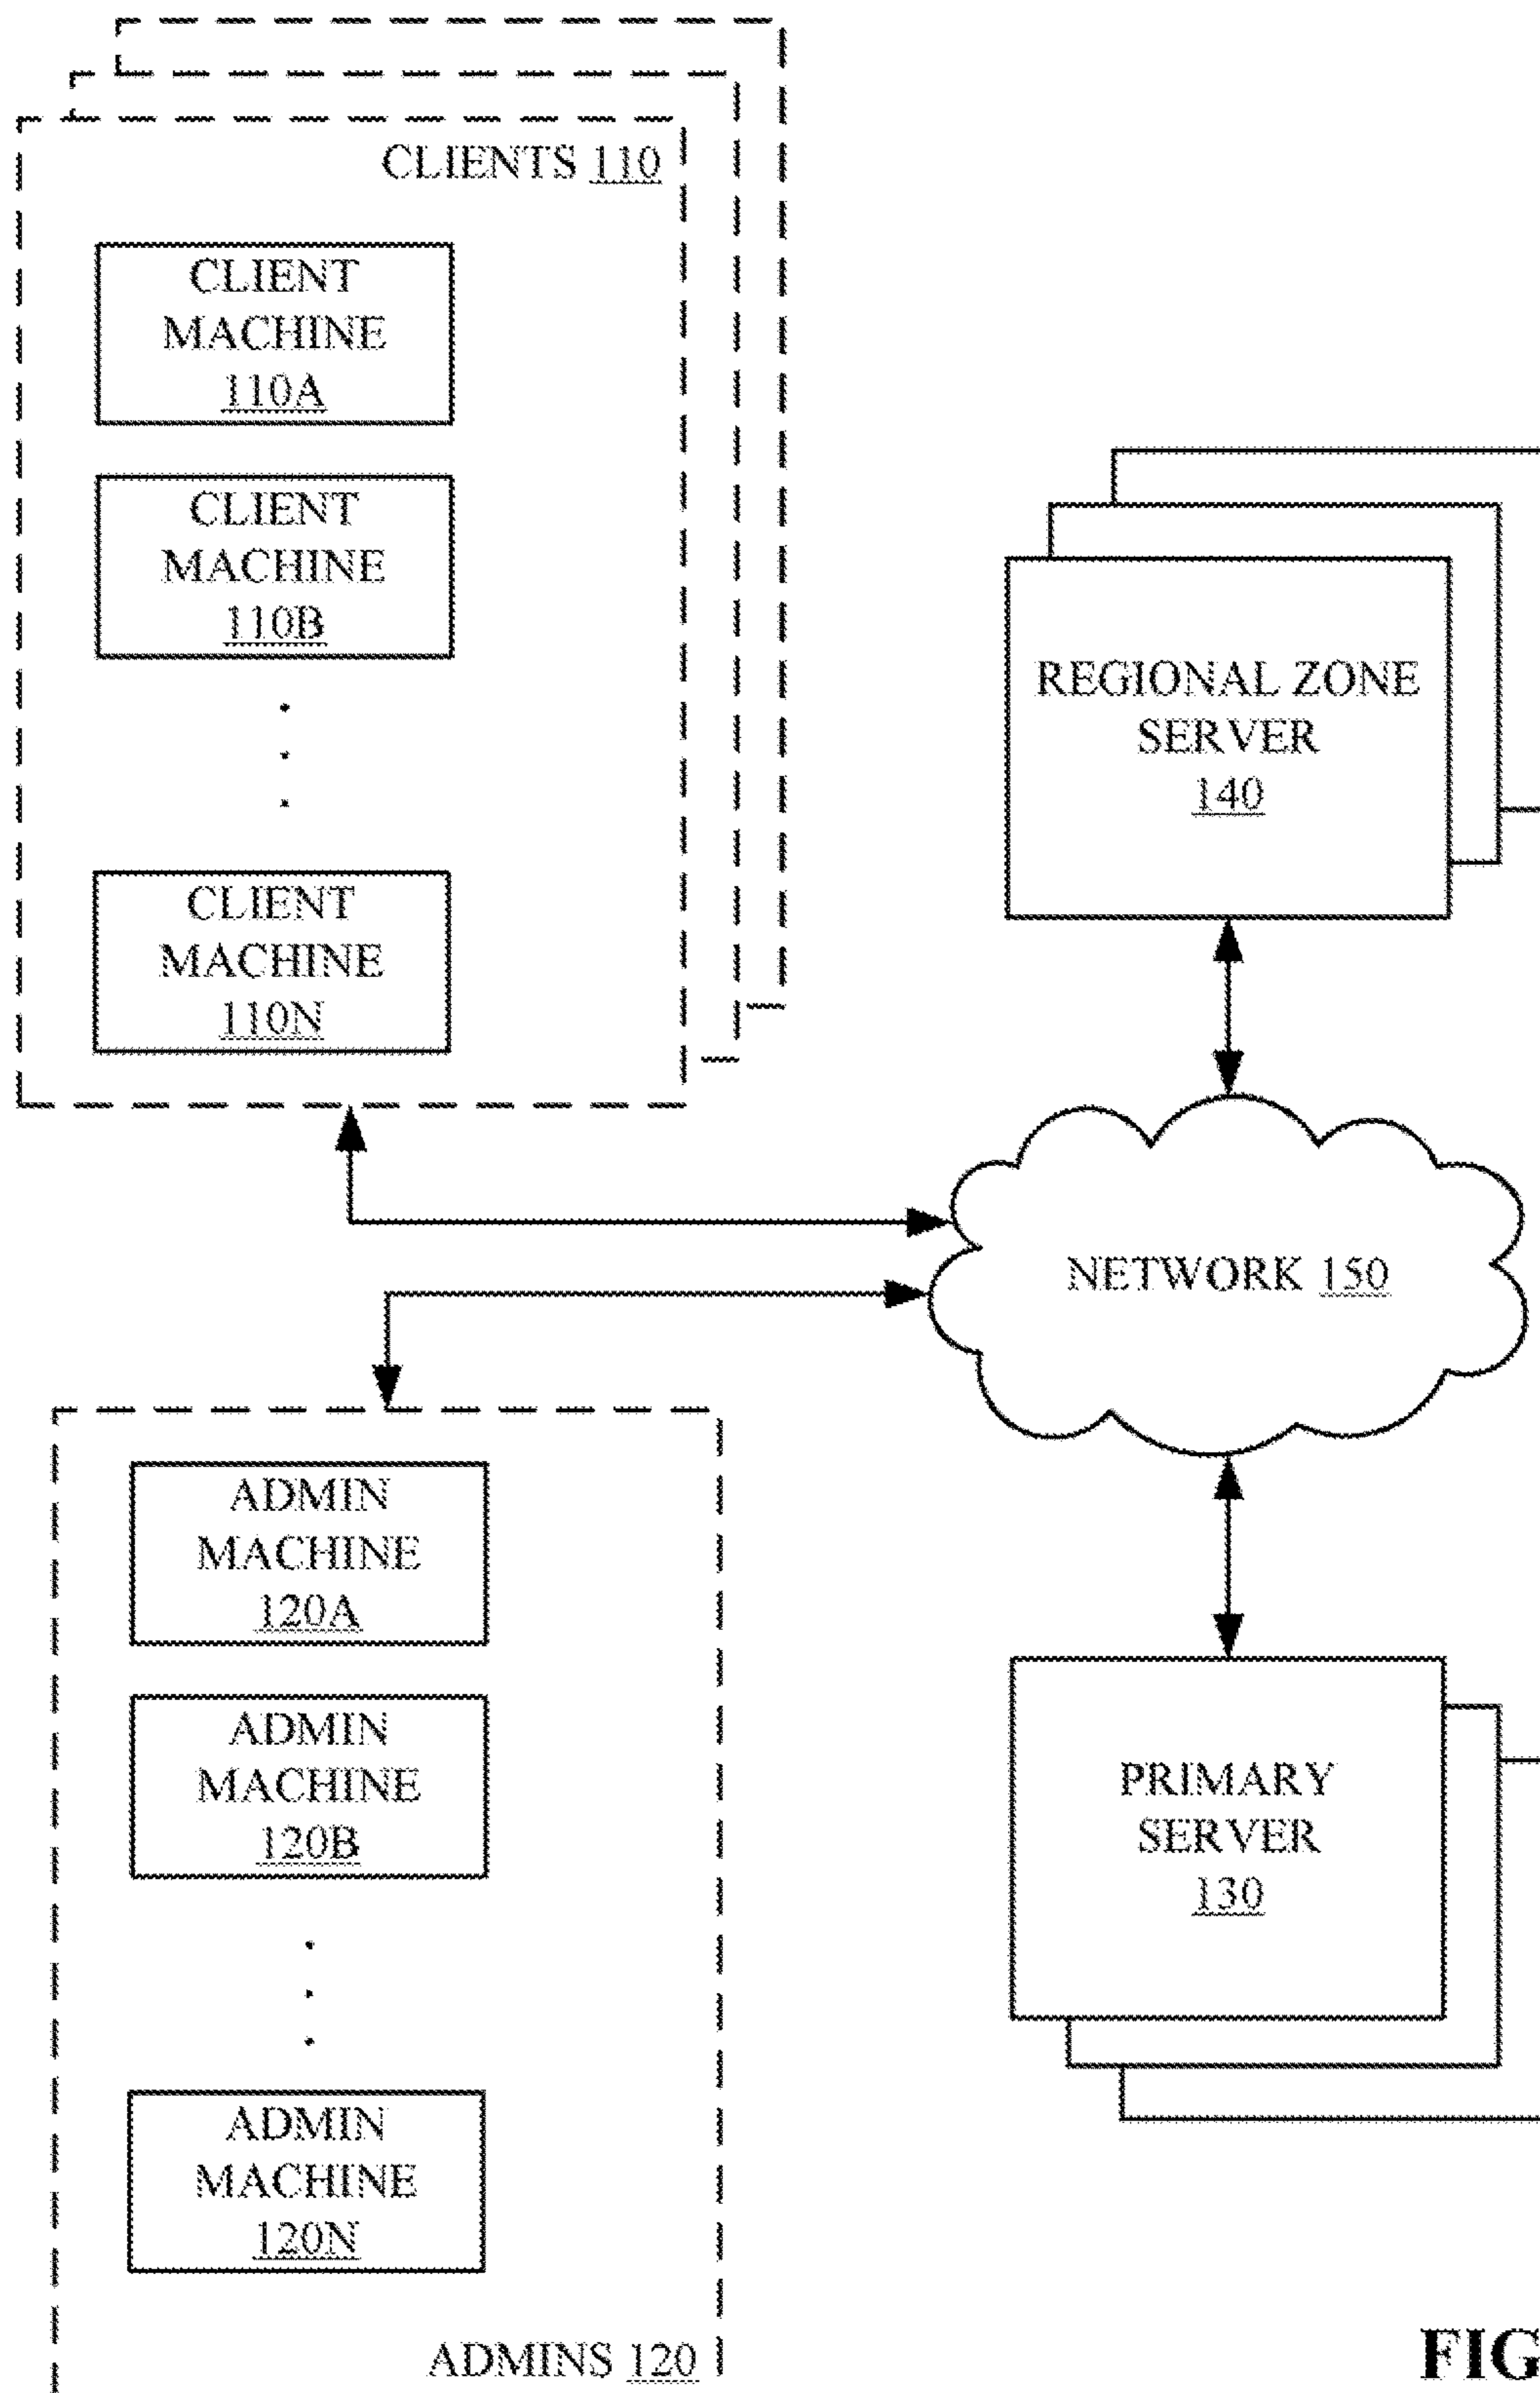 CLIENTS 110
CLIENT
MACHINE
110A
CLIENT
MACHINE
110B
CLIENT
MACHINE
110N
REGIONAL ZONE
SERVER
140
NETWORK 150
ADMIN
MACHINE
120A
ADMIN
MACHINE
120B
ADMIN
MACHINE
120N
ADMINS 120
PRIMARY
SERVER
130
FIG